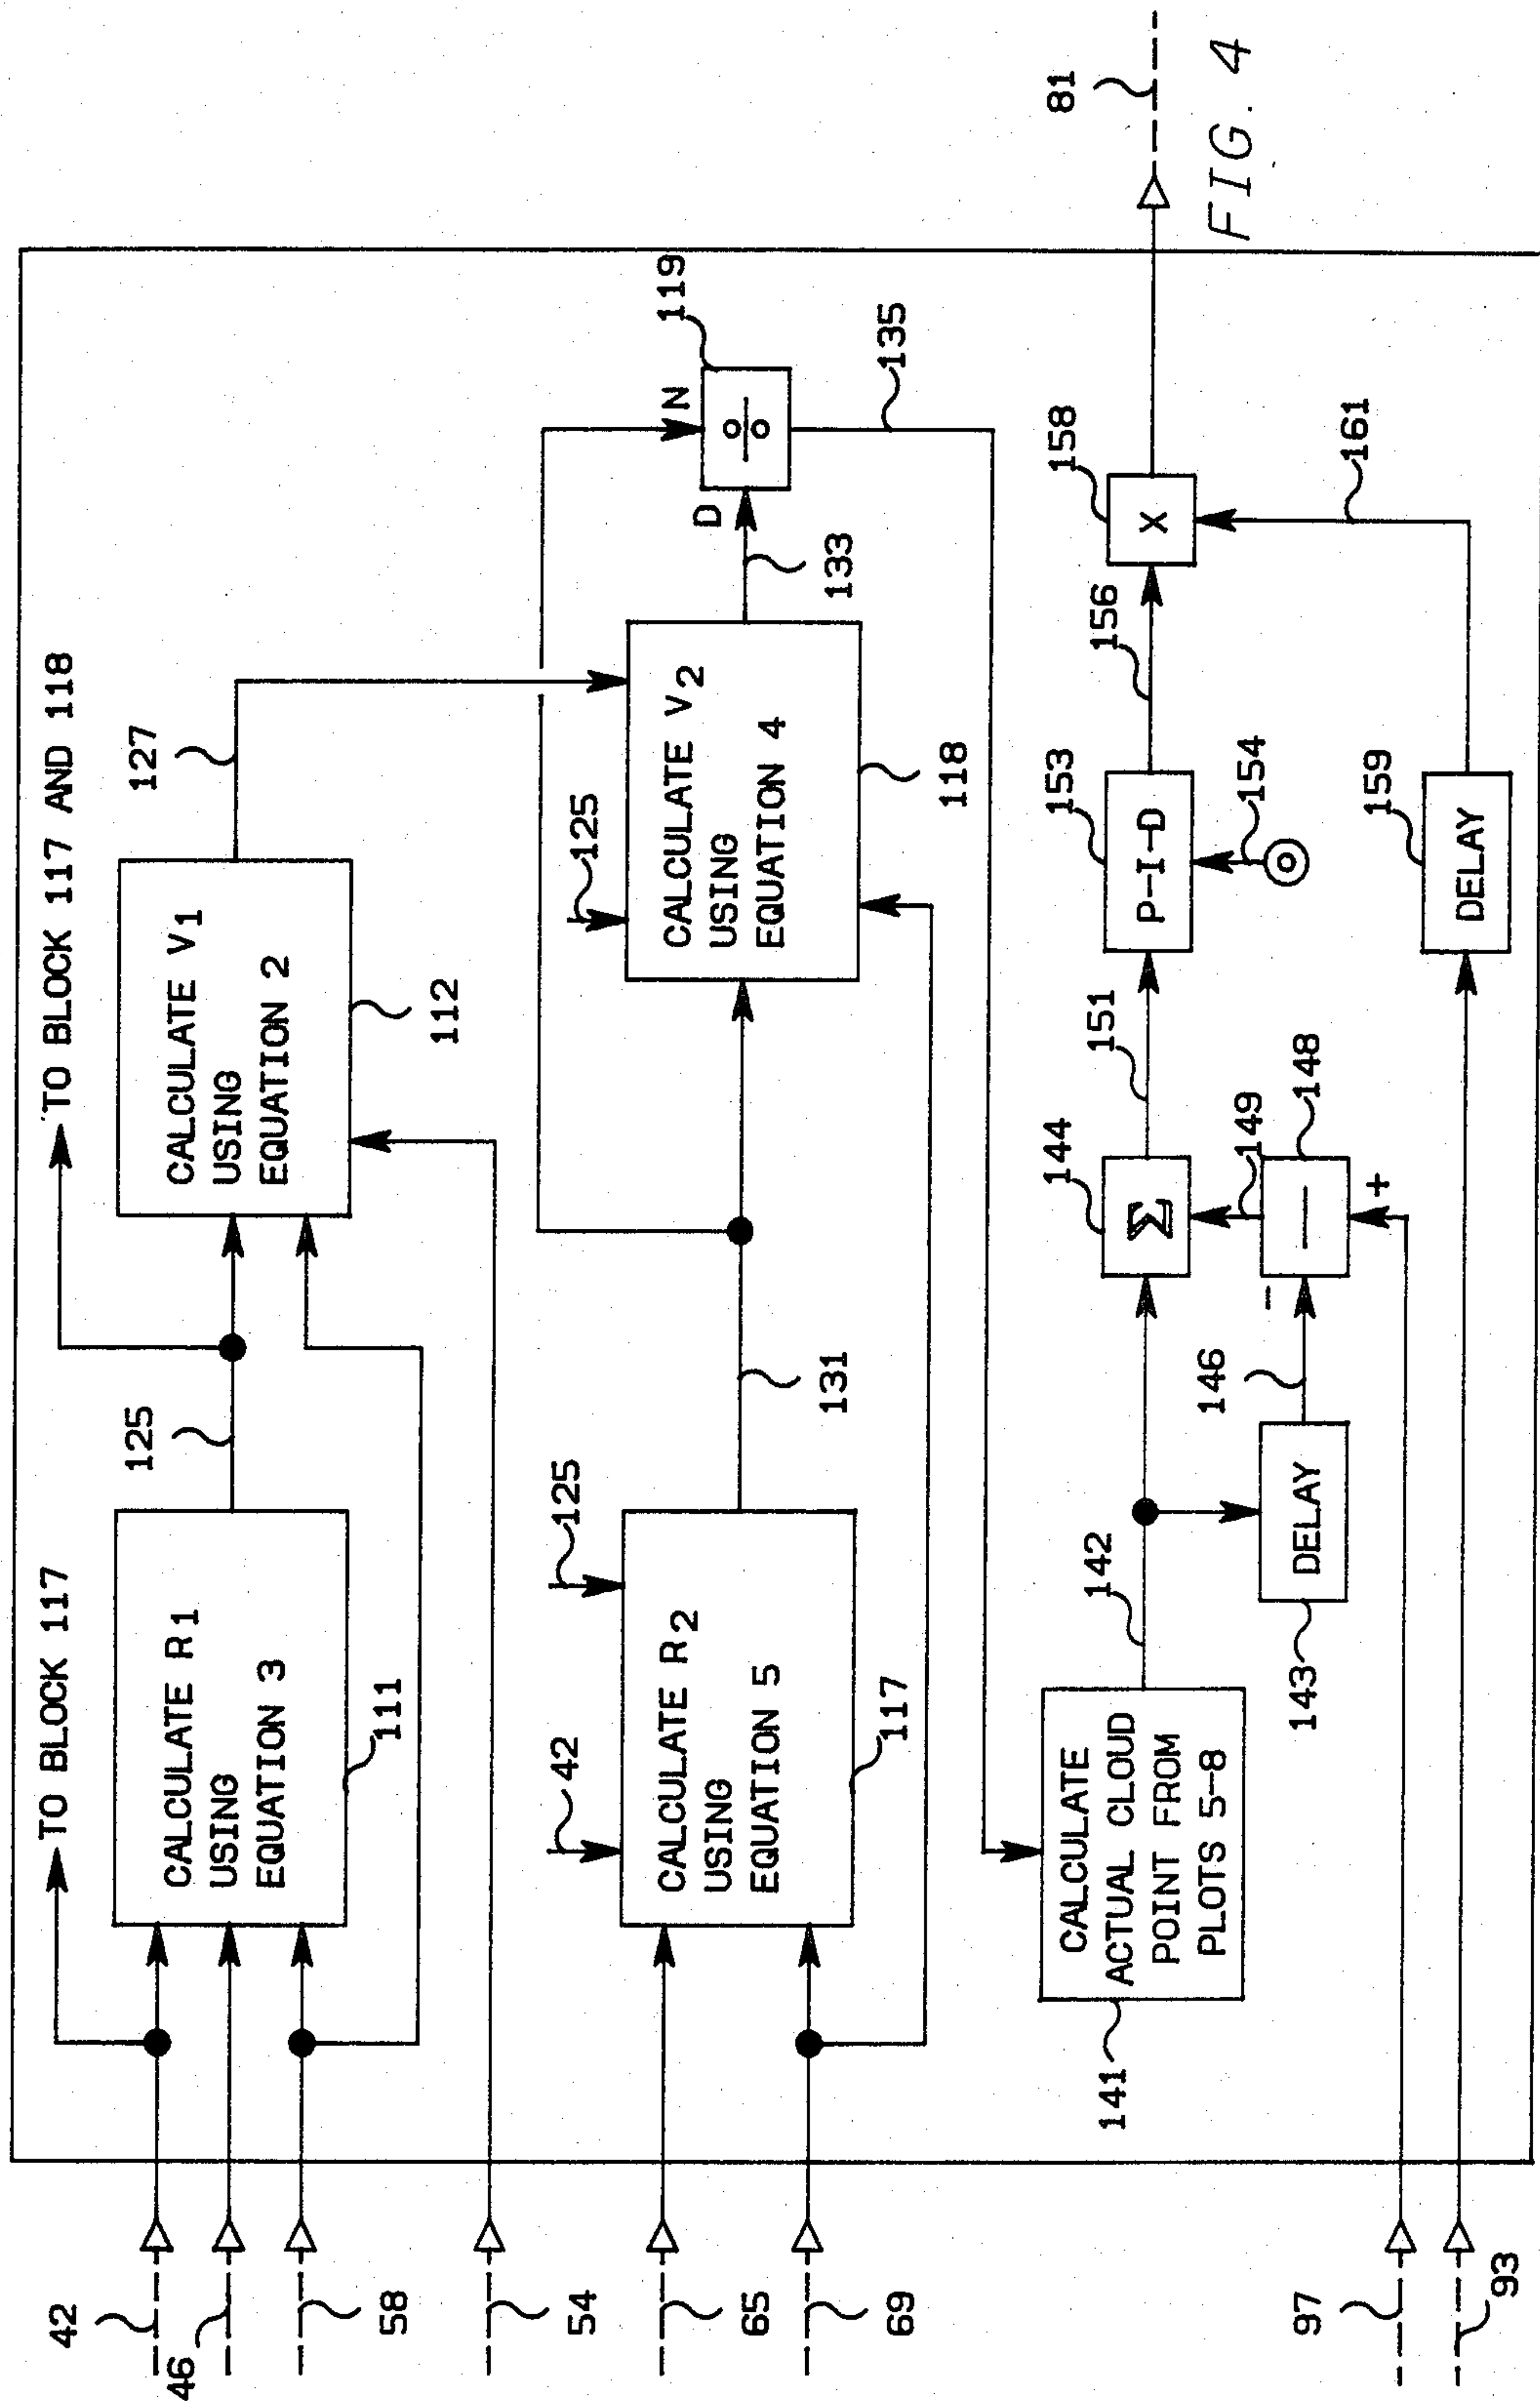 TO BLOCK 117
TO BLOCK 117 AND 118
42
46
58
54
CALCULATE R1
USING
EQUATION 3
111
125
CALCULATE V1
USING
EQUATION 2
112
127
65
69
42
125
CALCULATE R2
USING
EQUATION 5
117
131
125
CALCULATE V2
USING
EQUATION 4
118
133
D
N
÷
119
135
CALCULATE
ACTUAL CLOUD
POINT FROM
PLOTS 5-8
141
142
DELAY
143
146
-
—
+
148
149
Σ
144
151
P-I-D
153
154
156
X
158
81
97
93
DELAY
159
161
FIG. 4